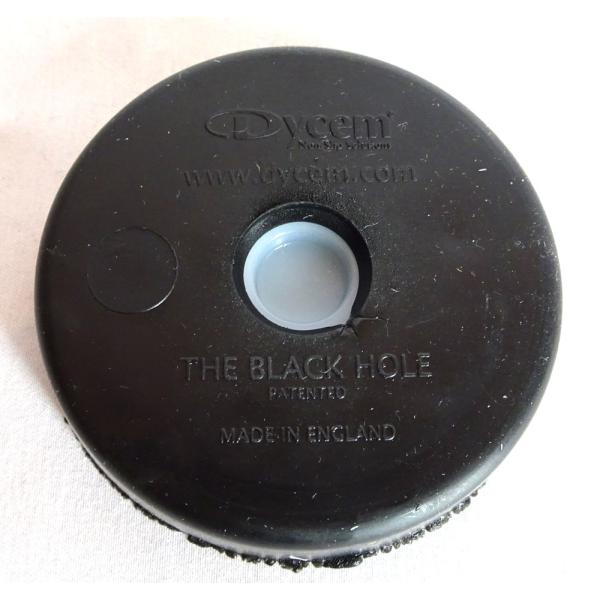 Dycem
Non-Slip Solutions
www.dycem.com
THE BLACK HOLE
PATENTED
MADE IN ENGLAND